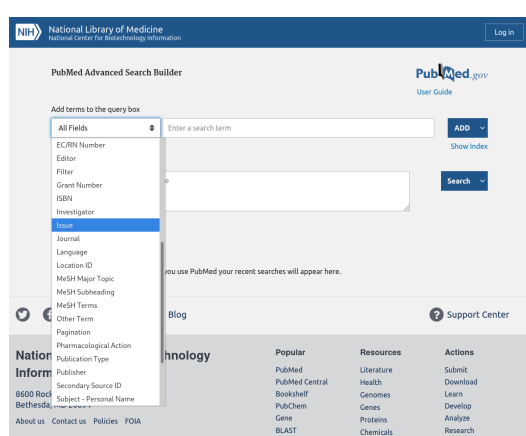 NIH National Library of Medicine
National Center for Biotechnology Information
Log in
PubMed Advanced Search Builder
PubMed.gov
User Guide
Add terms to the query box
All Fields
Enter a search term
ADD
Show Index
EC/RN Number
Editor
Filter
Grant Number
ISBN
Investigator
Issue
Journal
Language
Location ID
MeSH Major Topic
MeSH Subheading
MeSH Terms
Other Term
Pagination
Pharmacological Action
Publication Type
Publisher
Secondary Source ID
Subject - Personal Name
Search
you use PubMed your recent searches will appear here.
Blog
Support Center
Nation
hnology
Inform
8600 Rock
Bethesda,
About us Contact us Policies FOIA
Popular
PubMed
PubMed Central
Bookshelf
PubChem
Gene
BLAST
Resources
Literature
Health
Genomes
Genes
Proteins
Chemicals
Actions
Submit
Download
Learn
Develop
Analyze
Research